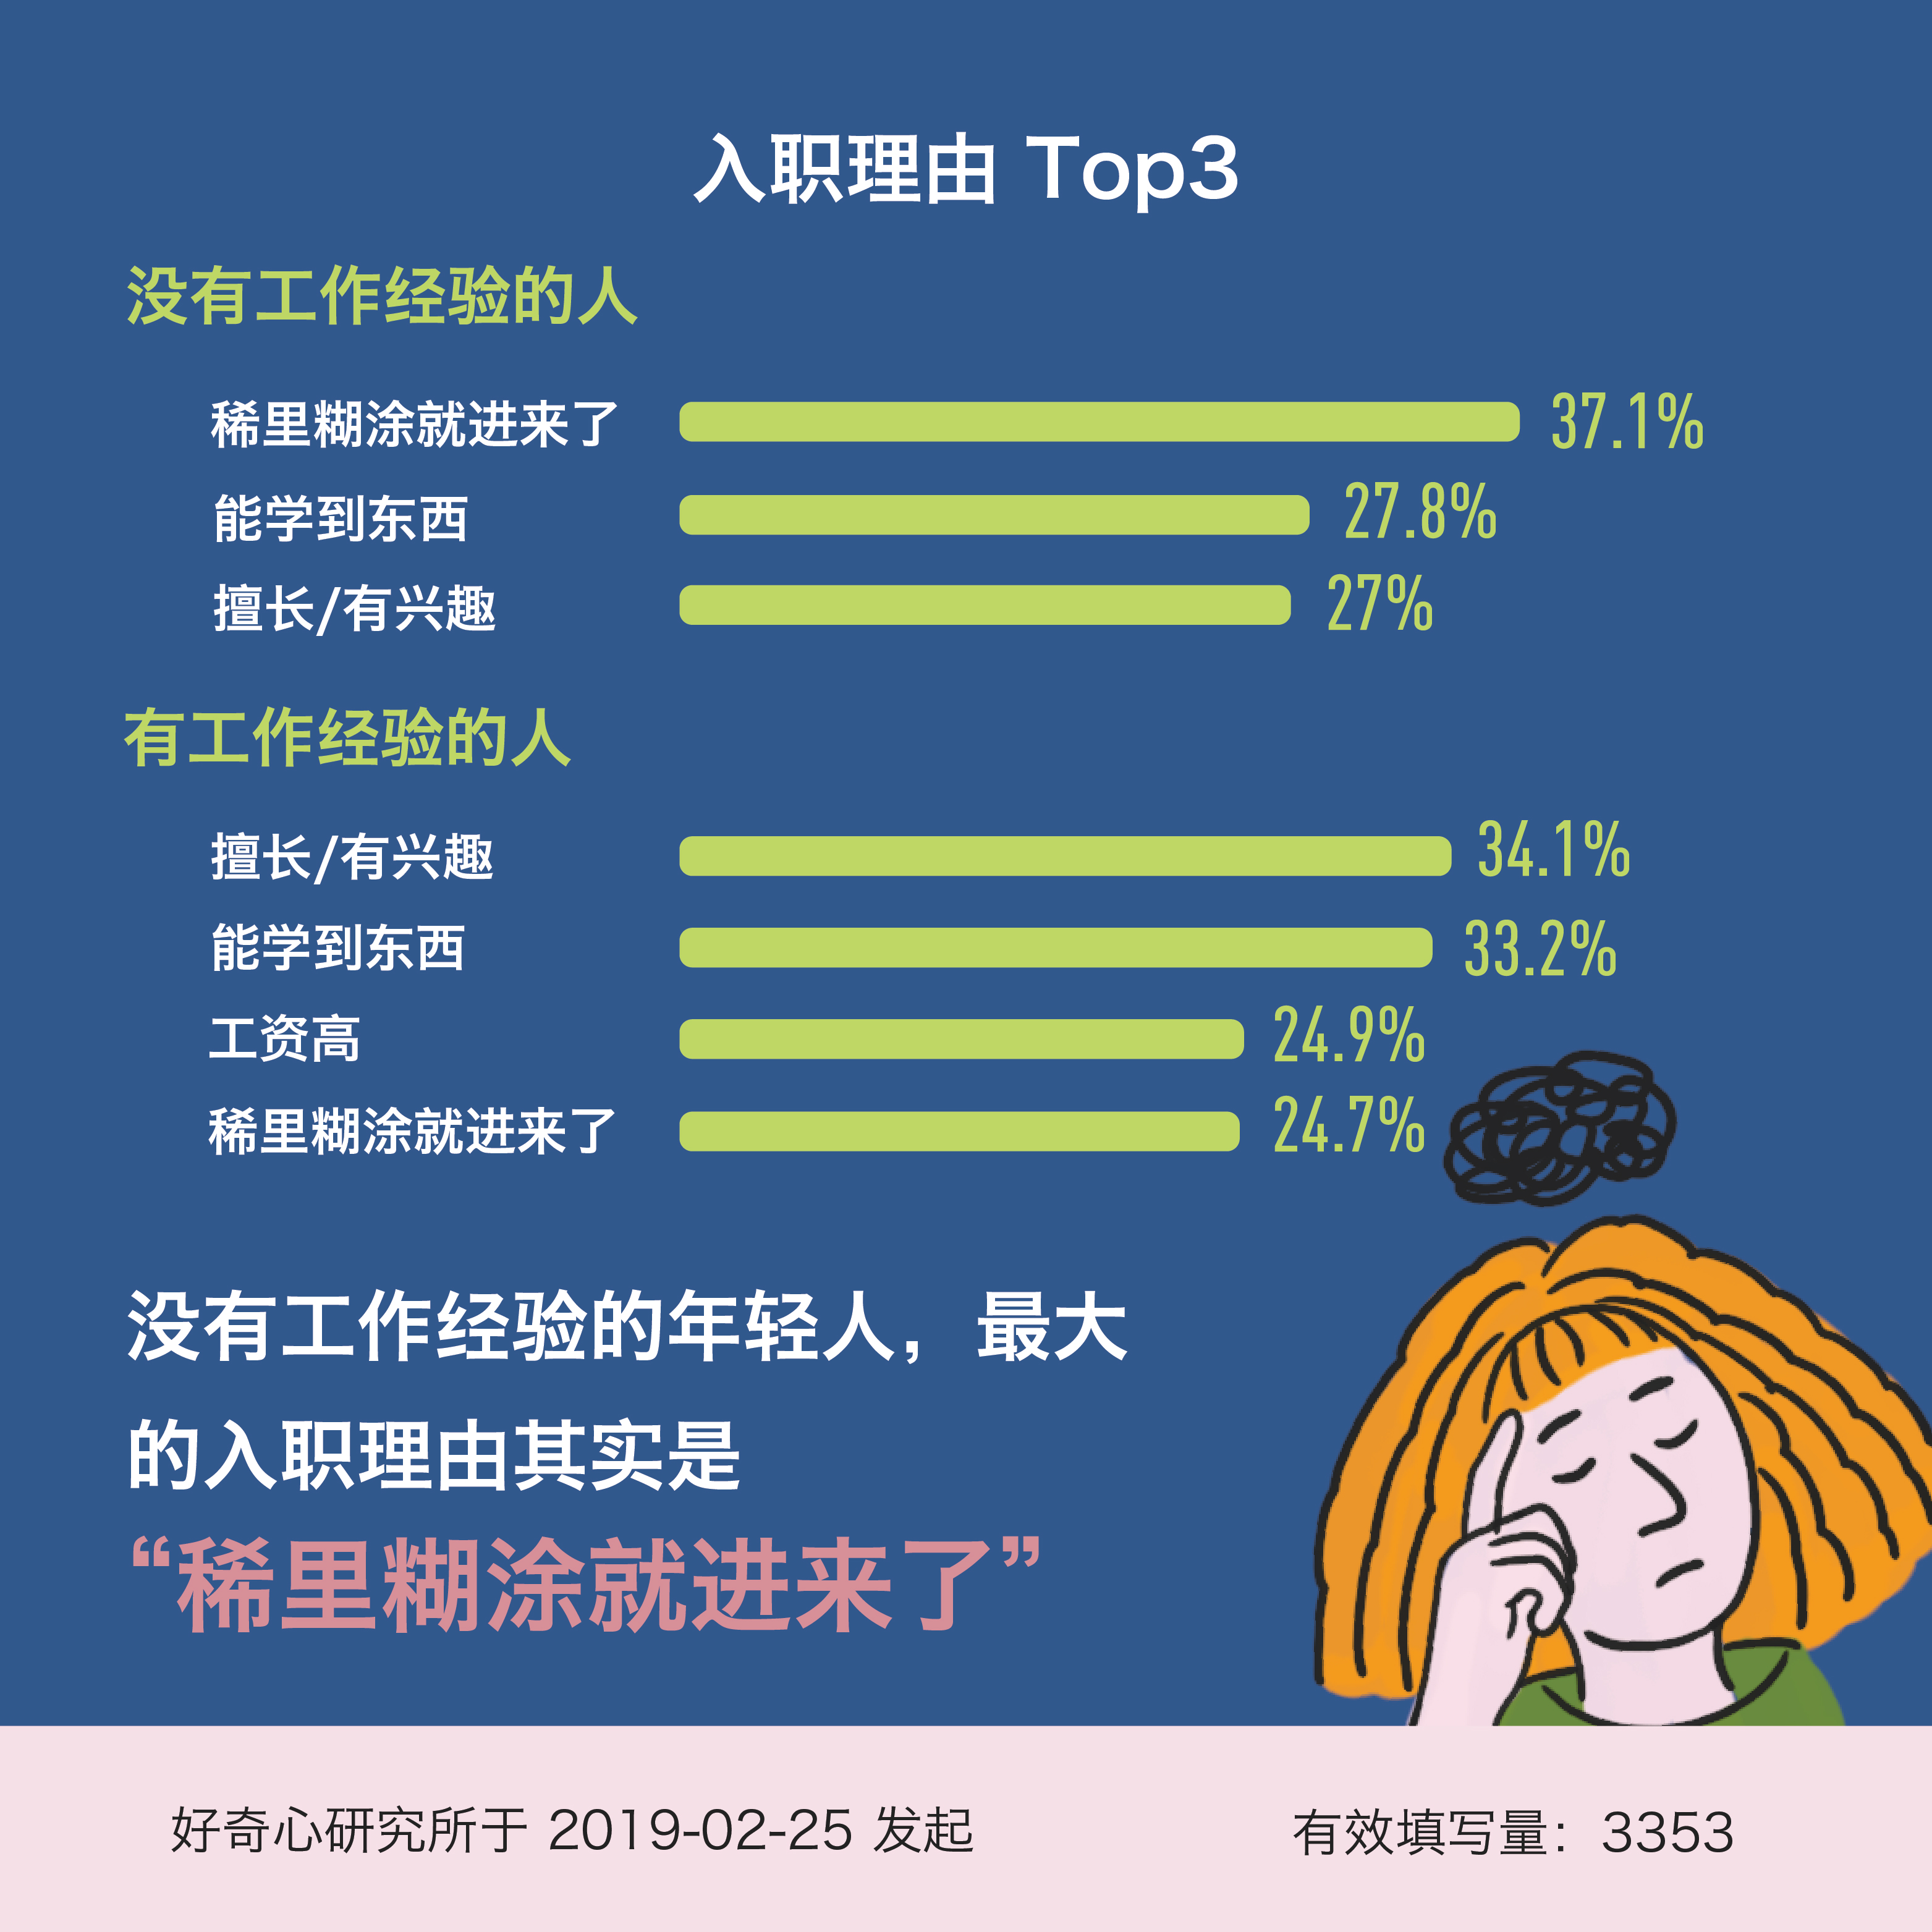 入职理由 Top3
没有工作经验的人
稀里糊涂就进来了 37.1%
能学到东西 27.8%
擅长/有兴趣 27%
有工作经验的人
擅长/有兴趣 34.1%
能学到东西 33.2%
工资高 24.9%
稀里糊涂就进来了 24.7%
没有工作经验的年轻人，最大
的入职理由其实是
“稀里糊涂就进来了”
好奇心研究所于 2019-02-25 发起 有效填写量：3353